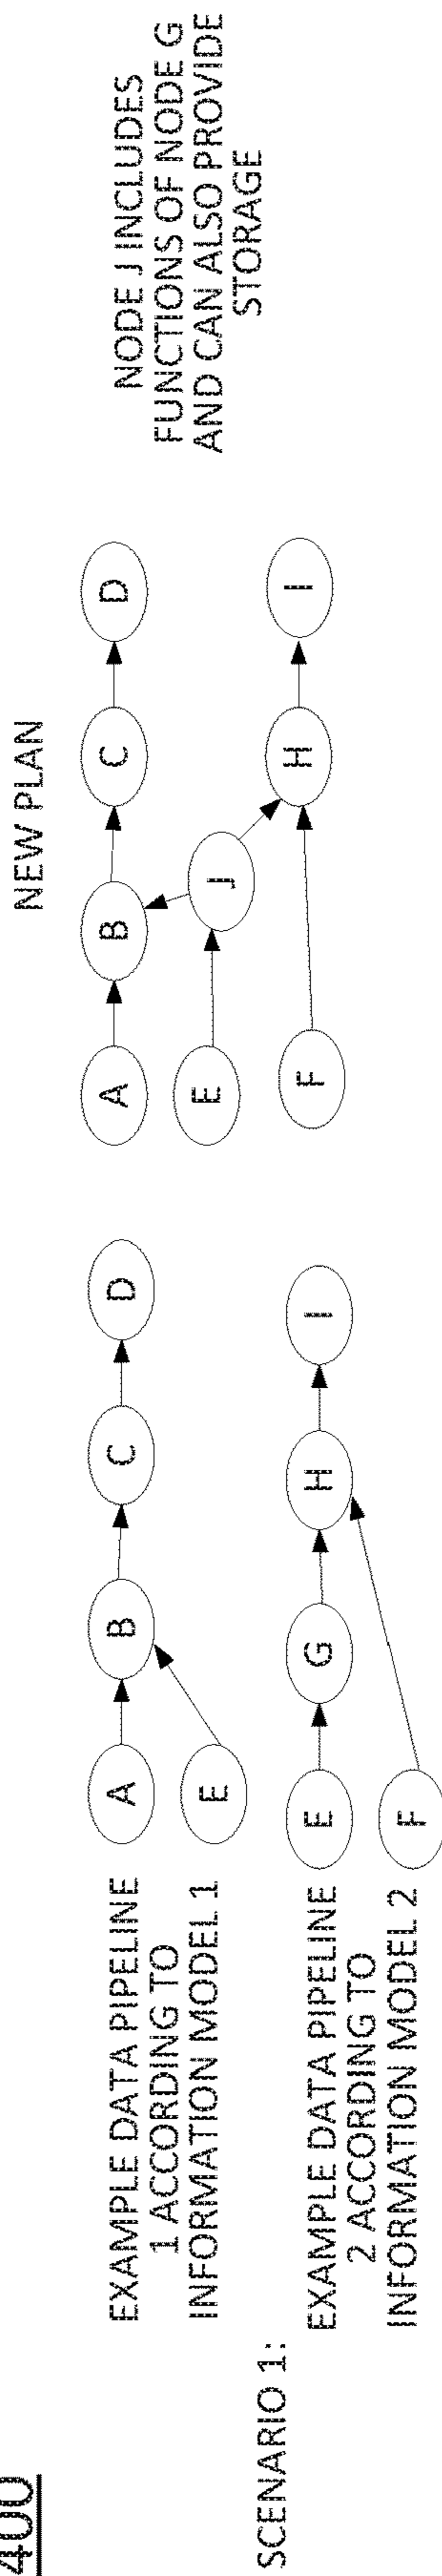 400
SCENARIO 1:
EXAMPLE DATA PIPELINE
1 ACCORDING TO
INFORMATION MODEL 1
A
B
C
D
E
EXAMPLE DATA PIPELINE
2 ACCORDING TO
INFORMATION MODEL 2
E
G
H
I
F
NEW PLAN
A
B
C
D
E
J
F
H
I
NODE J INCLUDES
FUNCTIONS OF NODE G
AND CAN ALSO PROVIDE
STORAGE